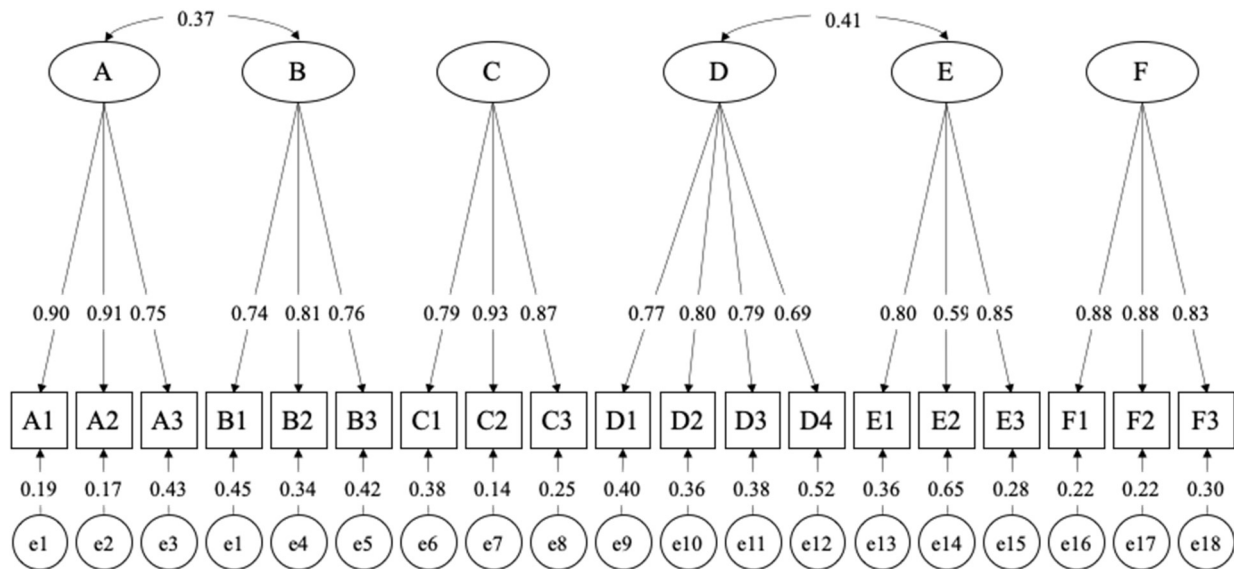 0.37 0.41
A B C D E F
0.90 0.91 0.75 0.74 0.81 0.76 0.79 0.93 0.87 0.77 0.80 0.79 0.69 0.80 0.59 0.85 0.88 0.88 0.83
A1 A2 A3 B1 B2 B3 C1 C2 C3 D1 D2 D3 D4 E1 E2 E3 F1 F2 F3
0.19 0.17 0.43 0.45 0.34 0.42 0.38 0.14 0.25 0.40 0.36 0.38 0.52 0.36 0.65 0.28 0.22 0.22 0.30
e1 e2 e3 e1 e4 e5 e6 e7 e8 e9 e10 e11 e12 e13 e14 e15 e16 e17 e18